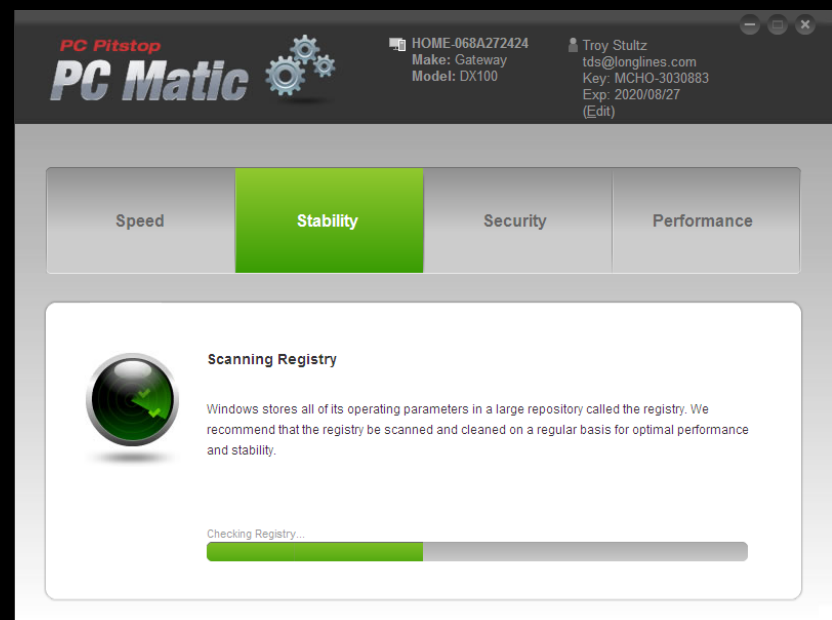 PC Pitstop
PC Matic
HOME-068A272424
Make: Gateway
Model: DX100
Troy Stultz
tds@longlines.com
Key: MCHO-3030883
Exp: 2020/08/27
(Edit)
Speed
Stability
Security
Performance
Scanning Registry
Windows stores all of its operating parameters in a large repository called the registry. We
recommend that the registry be scanned and cleaned on a regular basis for optimal performance
and stability.
Checking Registry...